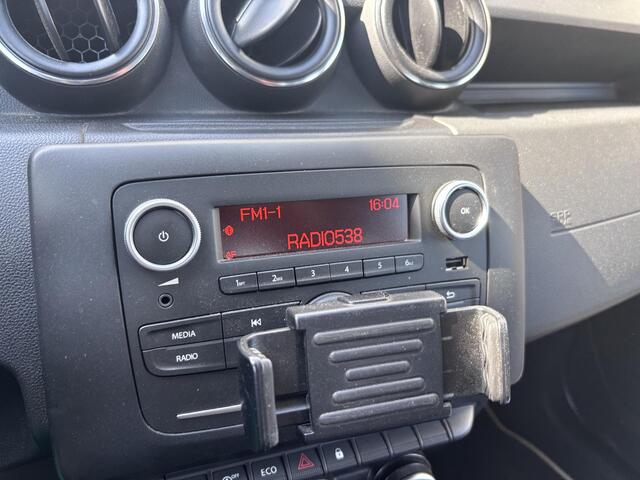 FM1-1 16:04
RADIO538
OK
1 2 3 4 5 6
MEDIA
RADIO
ECO